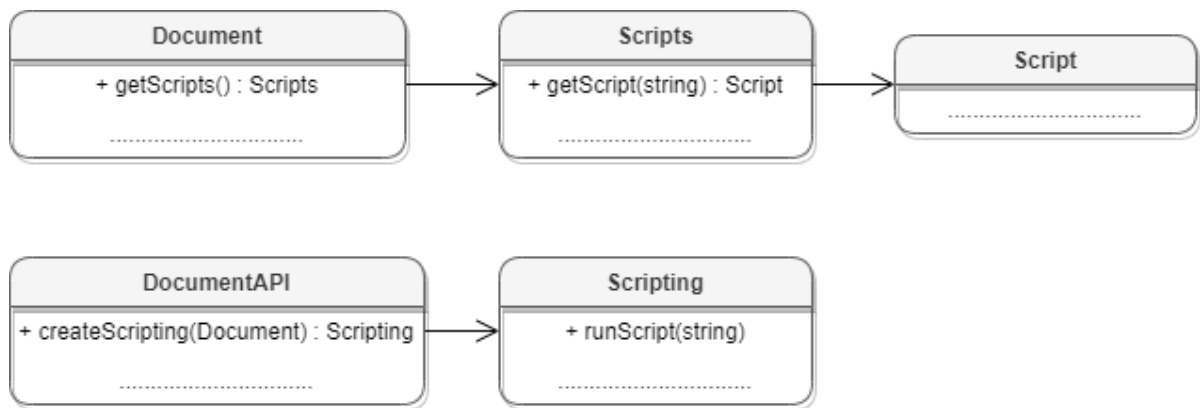 Document
+ getScripts() : Scripts
..............................
Scripts
+ getScript(string) : Script
..............................
Script
..............................
DocumentAPI
+ createScripting(Document) : Scripting
..............................
Scripting
+ runScript(string)
..............................